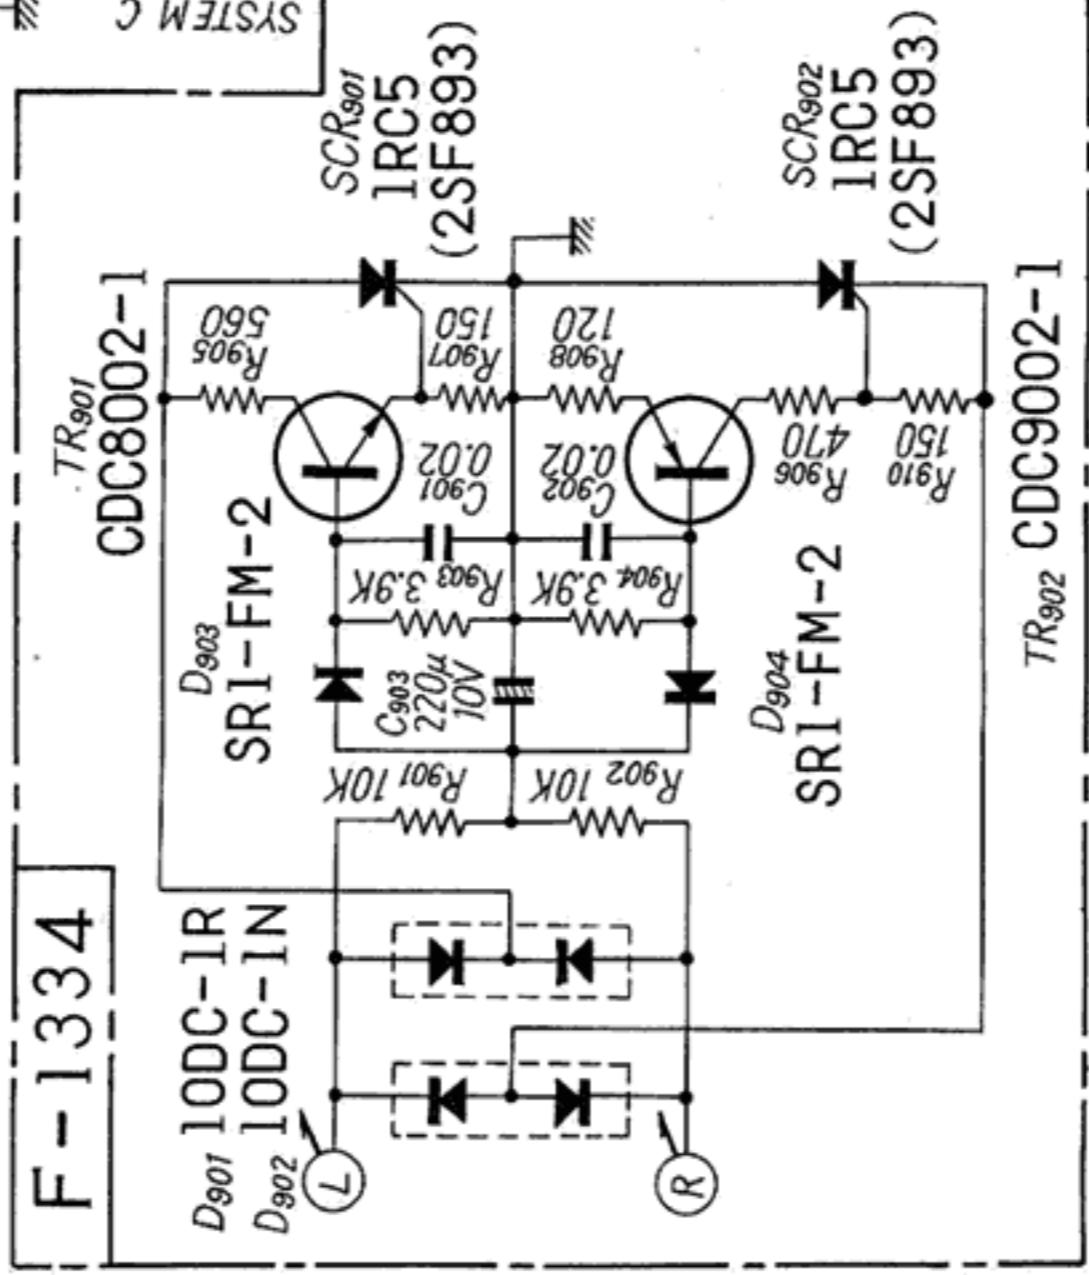 SYSTEM C
F-1334
D901 10DC-1R
D902 10DC-1N
L
R
TR901
CDC8002-1
SCR901
1RC5
(2SF893)
SCR902
1RC5
(2SF893)
560
R905
150
R907
120
R908
470
R906
150
R910
C901
0.02
C902
0.02
R903
3.9K
R904
3.9K
D903
SR1-FM-2
C903
220μ
10V
D904
SR1-FM-2
R901
10K
R902
10K
TR902 CDC9002-1